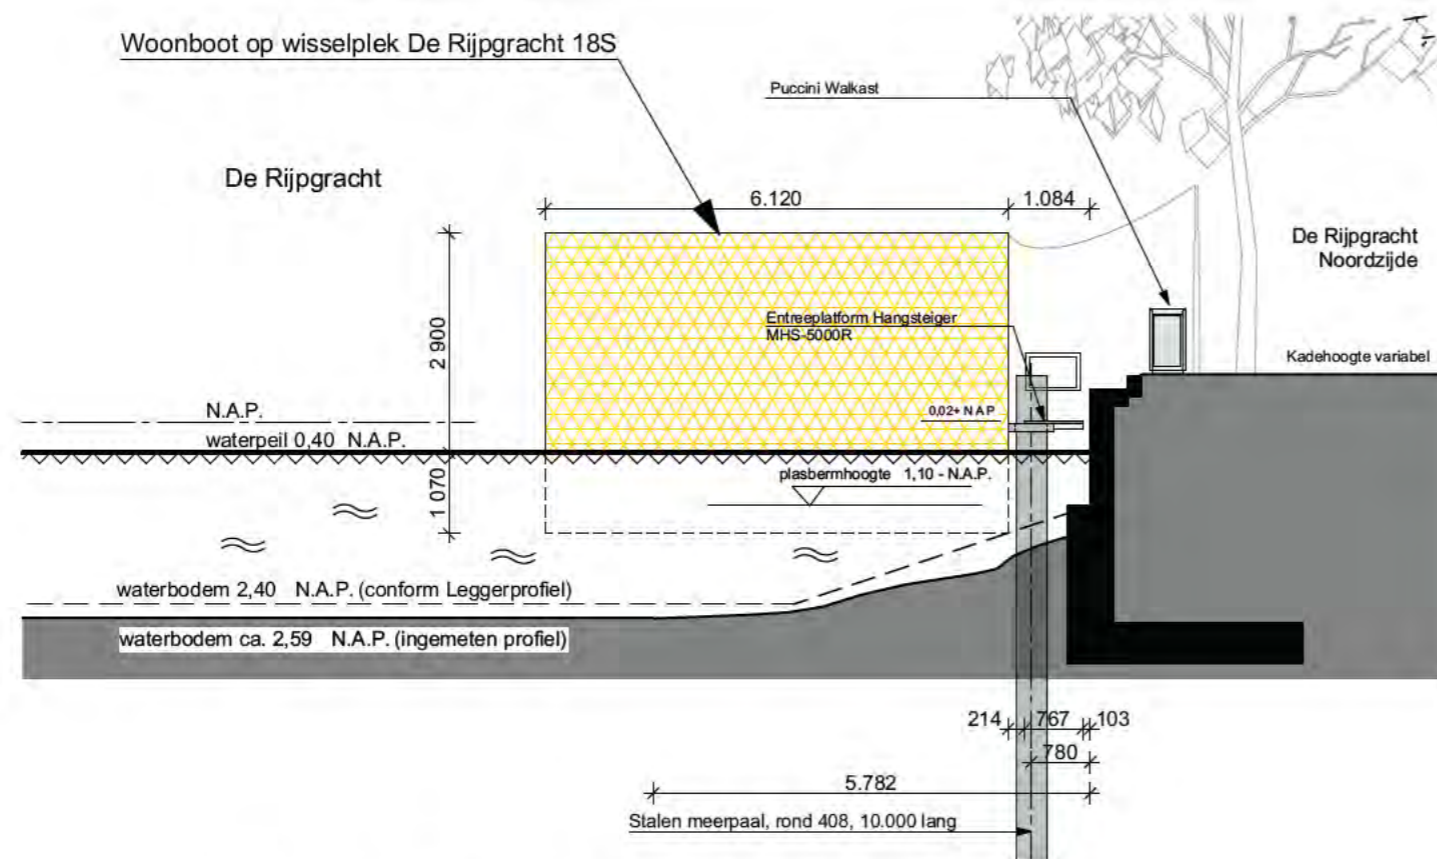 Woonboot op wisselplek De Rijpgracht 18S
Puccini Walkast
De Rijpgracht
6.120
1.084
De Rijpgracht
Noordzijde
2 900
Entreeplatform Hangsteiger
MHS-5000R
Kadehoogte variabel
N.A.P.
0,02+ N A P
waterpeil 0,40 N.A.P.
1 070
plasbermhoogte 1,10 - N.A.P.
waterbodem 2,40 N.A.P. (conform Leggerprofiel)
waterbodem ca. 2,59 N.A.P. (ingemeten profiel)
214
767
103
780
5.782
Stalen meerpaal, rond 408, 10.000 lang